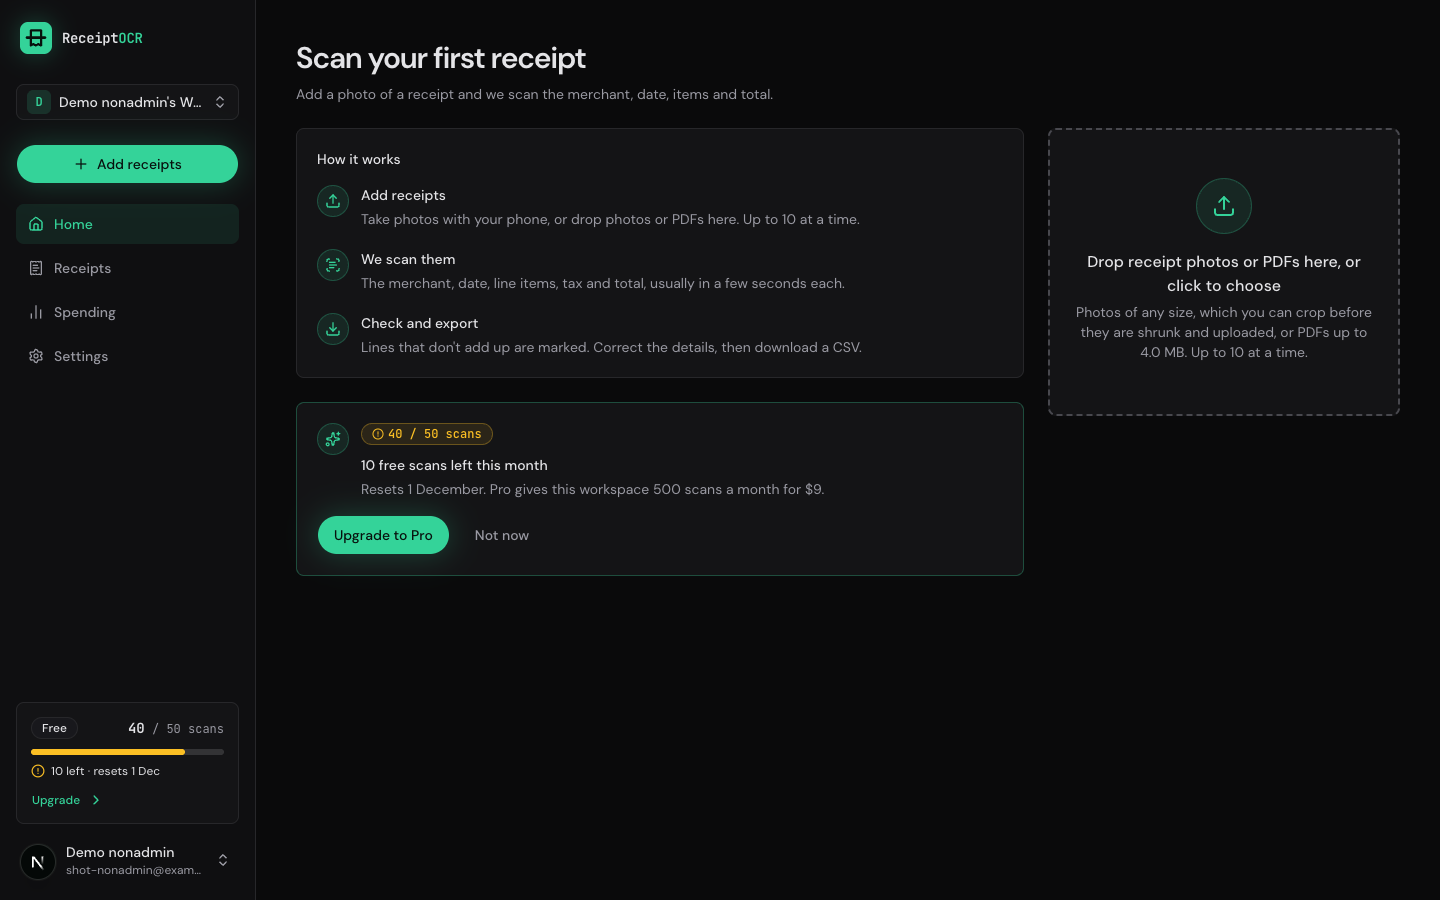 ReceiptOCR
D
Demo nonadmin's W...
Add receipts
Home
Receipts
Spending
Settings
Free
40 / 50 scans
10 left · resets 1 Dec
Upgrade
N
Demo nonadmin
shot-nonadmin@exam...
Scan your first receipt
Add a photo of a receipt and we scan the merchant, date, items and total.
How it works
Add receipts
Take photos with your phone, or drop photos or PDFs here. Up to 10 at a time.
We scan them
The merchant, date, line items, tax and total, usually in a few seconds each.
Check and export
Lines that don't add up are marked. Correct the details, then download a CSV.
40 / 50 scans
10 free scans left this month
Resets 1 December. Pro gives this workspace 500 scans a month for $9.
Upgrade to Pro
Not now
Drop receipt photos or PDFs here, or
click to choose
Photos of any size, which you can crop before
they are shrunk and uploaded, or PDFs up to
4.0 MB. Up to 10 at a time.